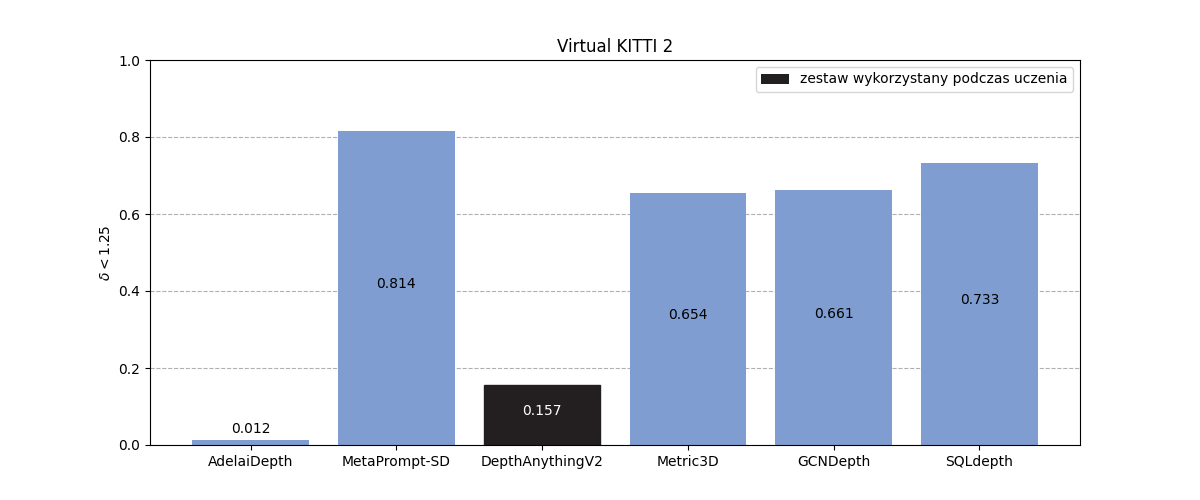 Virtual KITTI 2
zestaw wykorzystany podczas uczenia
δ < 1.25
1.0
0.8
0.6
0.4
0.2
0.0
0.012
0.814
0.157
0.654
0.661
0.733
AdelaiDepth
MetaPrompt-SD
DepthAnythingV2
Metric3D
GCNDepth
SQLdepth